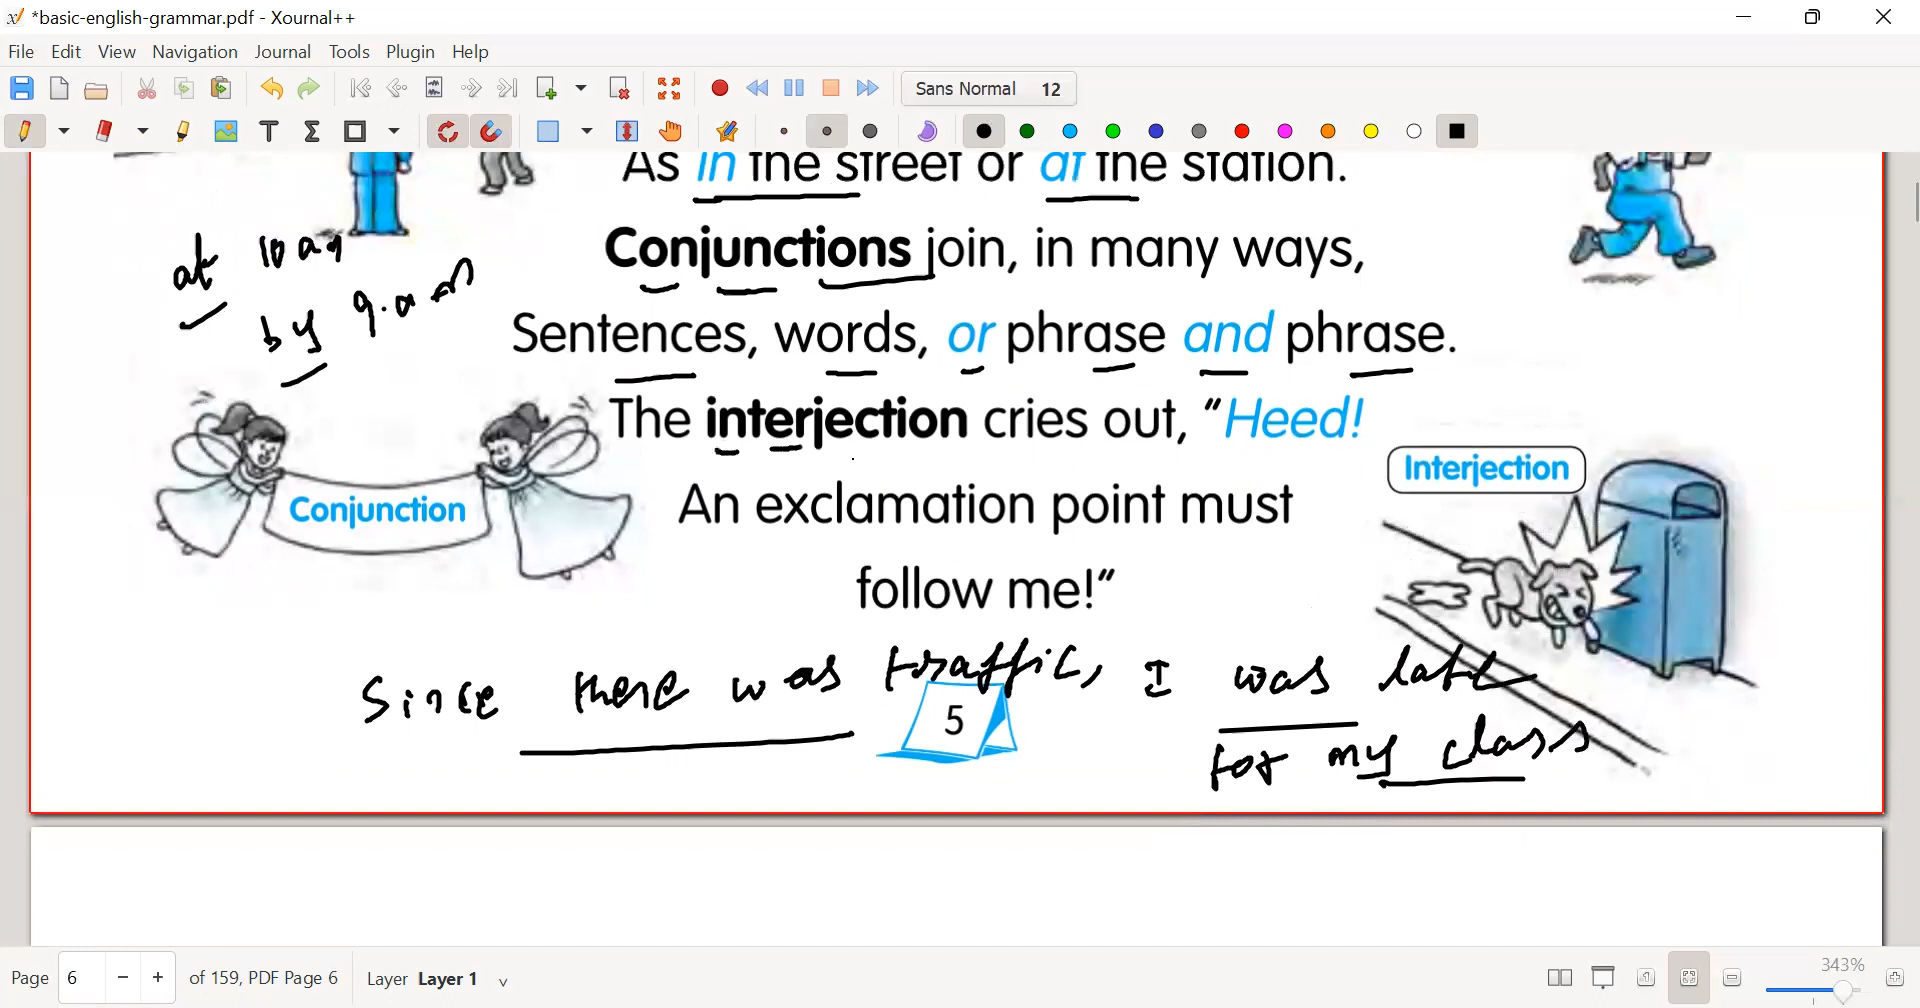 *basic-english-grammar.pdf - Xournal++
File Edit View Navigation Journal Tools Plugin Help
Sans Normal 12
As in the street or at the station.
Conjunctions join, in many ways,
Sentences, words, or phrase and phrase.
The interjection cries out, "Heed!
An exclamation point must
follow me!"
at 10 am
by 9.am
Conjunction
Interjection
Since there was traffic, I was late
for my class
5
Page 6 of 159, PDF Page 6 Layer Layer 1
343%